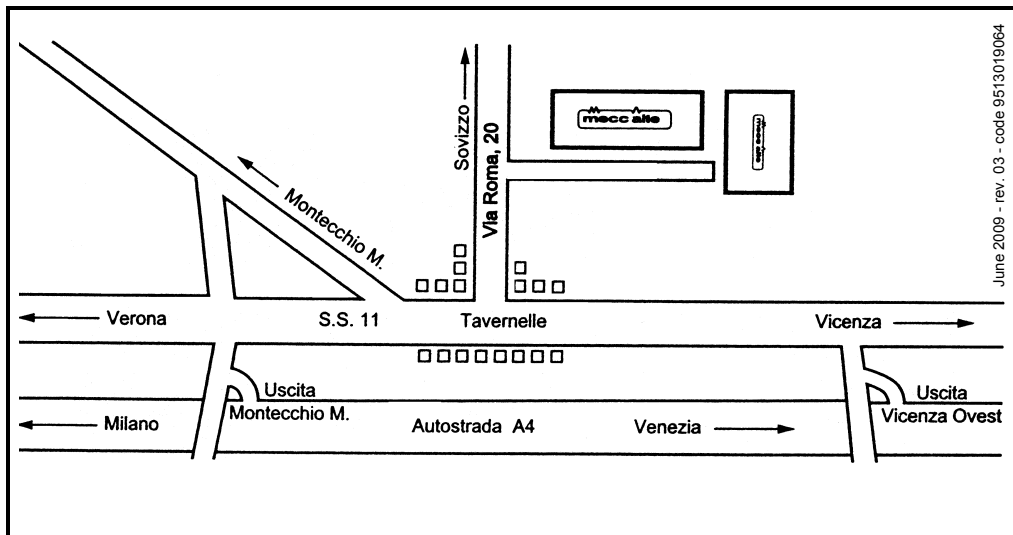 Sovizzo
Via Roma, 20
mecc alte
mecc alte
June 2009 - rev. 03 - code 9513019064
Montecchio M.
Verona
S.S. 11
Tavernelle
Vicenza
Uscita
Montecchio M.
Uscita
Vicenza Ovest
Milano
Autostrada A4
Venezia